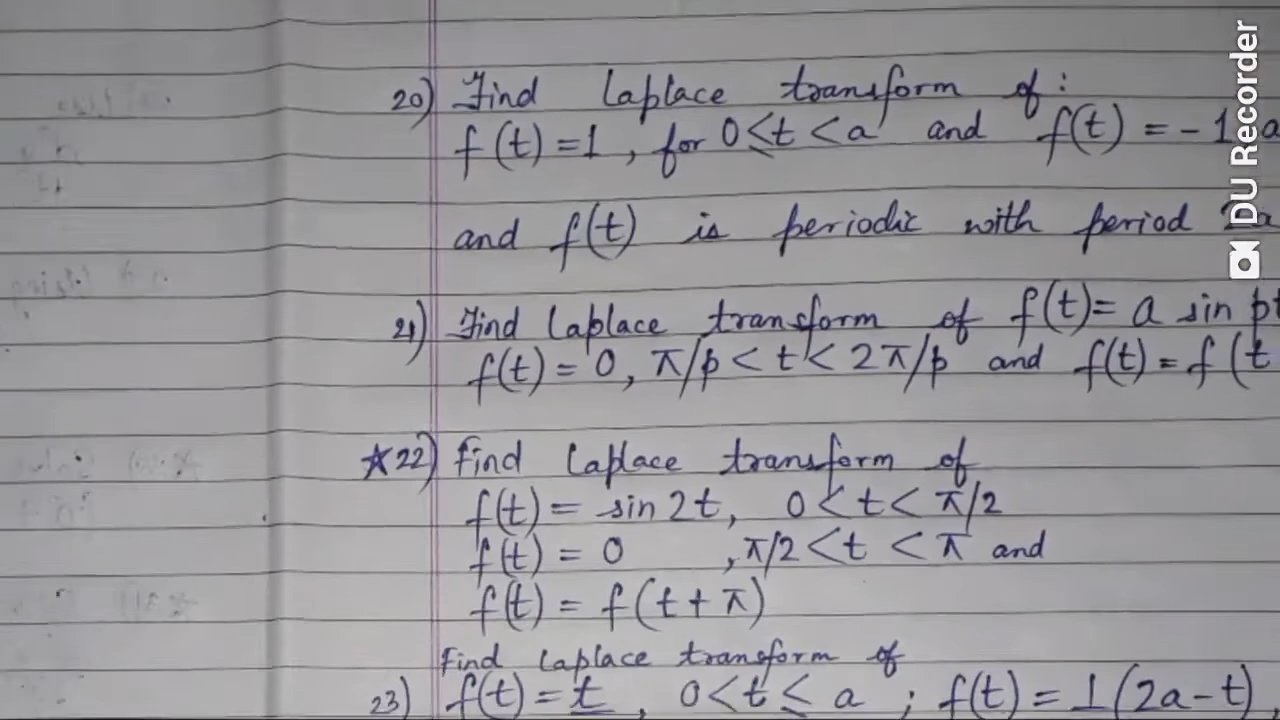 20) Find Laplace transform of :
f(t) = 1 , for 0 ≤ t < a and f(t) = - 1
and f(t) is periodic with period 2a
21) Find Laplace transform of f(t) = a sin pt
f(t) = 0, π/p < t < 2π/p and f(t) = f(t
★22) find Laplace transform of
f(t) = sin 2t, 0 < t < π/2
f(t) = 0 , π/2 < t < π and
f(t) = f(t + π)
Find Laplace transform of
23) f(t) = t , 0 < t ≤ a ; f(t) = 1 (2a - t),
DU Recorder